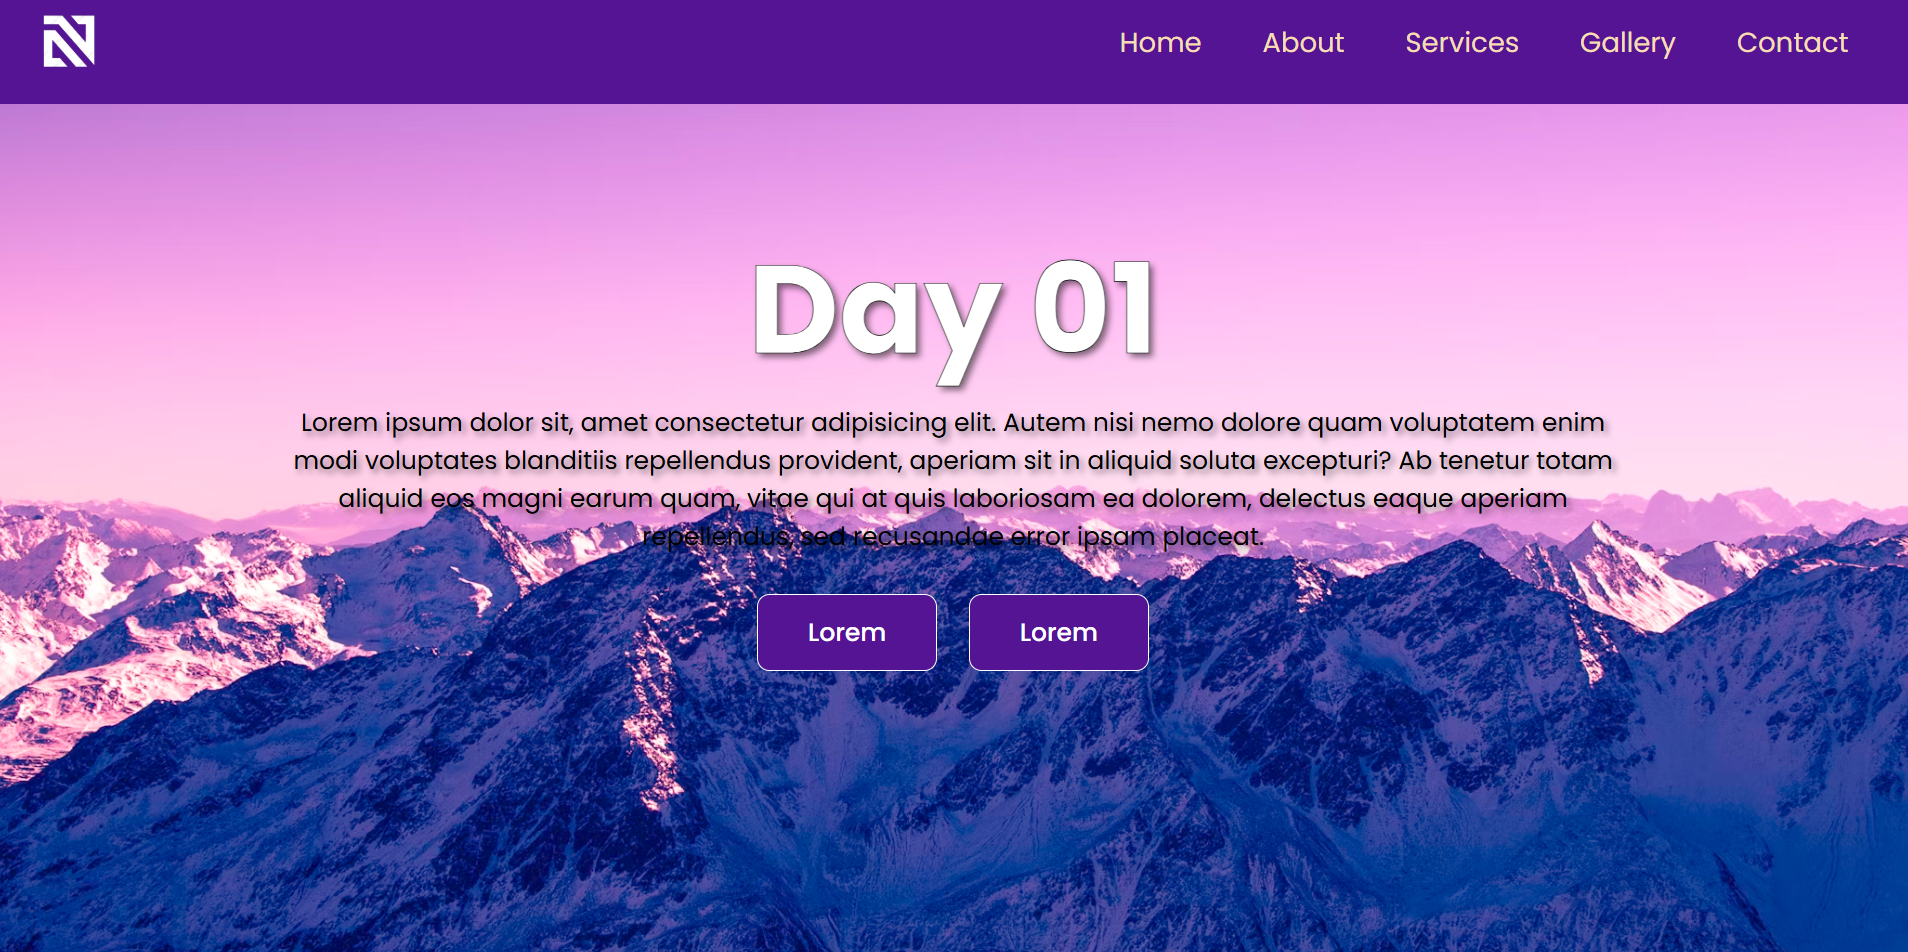 Home About Services Gallery Contact
Day 01
Lorem ipsum dolor sit, amet consectetur adipisicing elit. Autem nisi nemo dolore quam voluptatem enim
modi voluptates blanditiis repellendus provident, aperiam sit in aliquid soluta excepturi? Ab tenetur totam
aliquid eos magni earum quam, vitae qui at quis laboriosam ea dolorem, delectus eaque aperiam
repellendus, sed recusandae error ipsam placeat.
Lorem Lorem